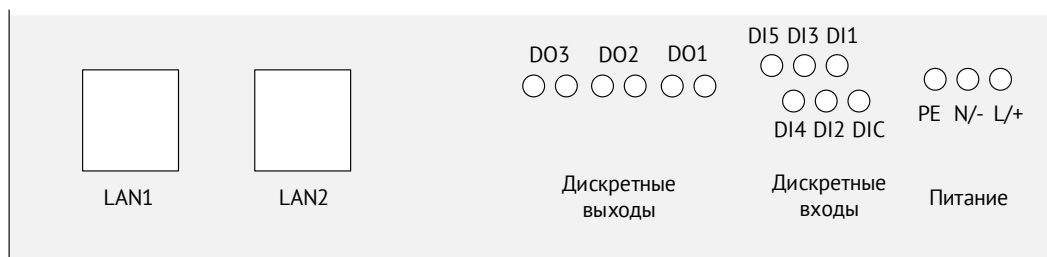 DI5 DI3 DI1
DO3 DO2 DO1
PE N/- L/+
DI4 DI2 DIC
LAN1 LAN2
Дискретные
выходы
Дискретные
входы
Питание